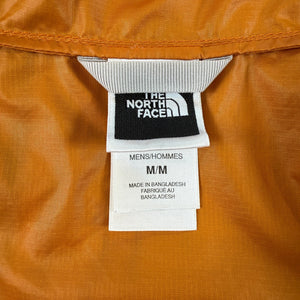 THE
NORTH
FACE
MENS/HOMMES
M/M
MADE IN BANGLADESH
FABRIQUÉ AU
BANGLADESH